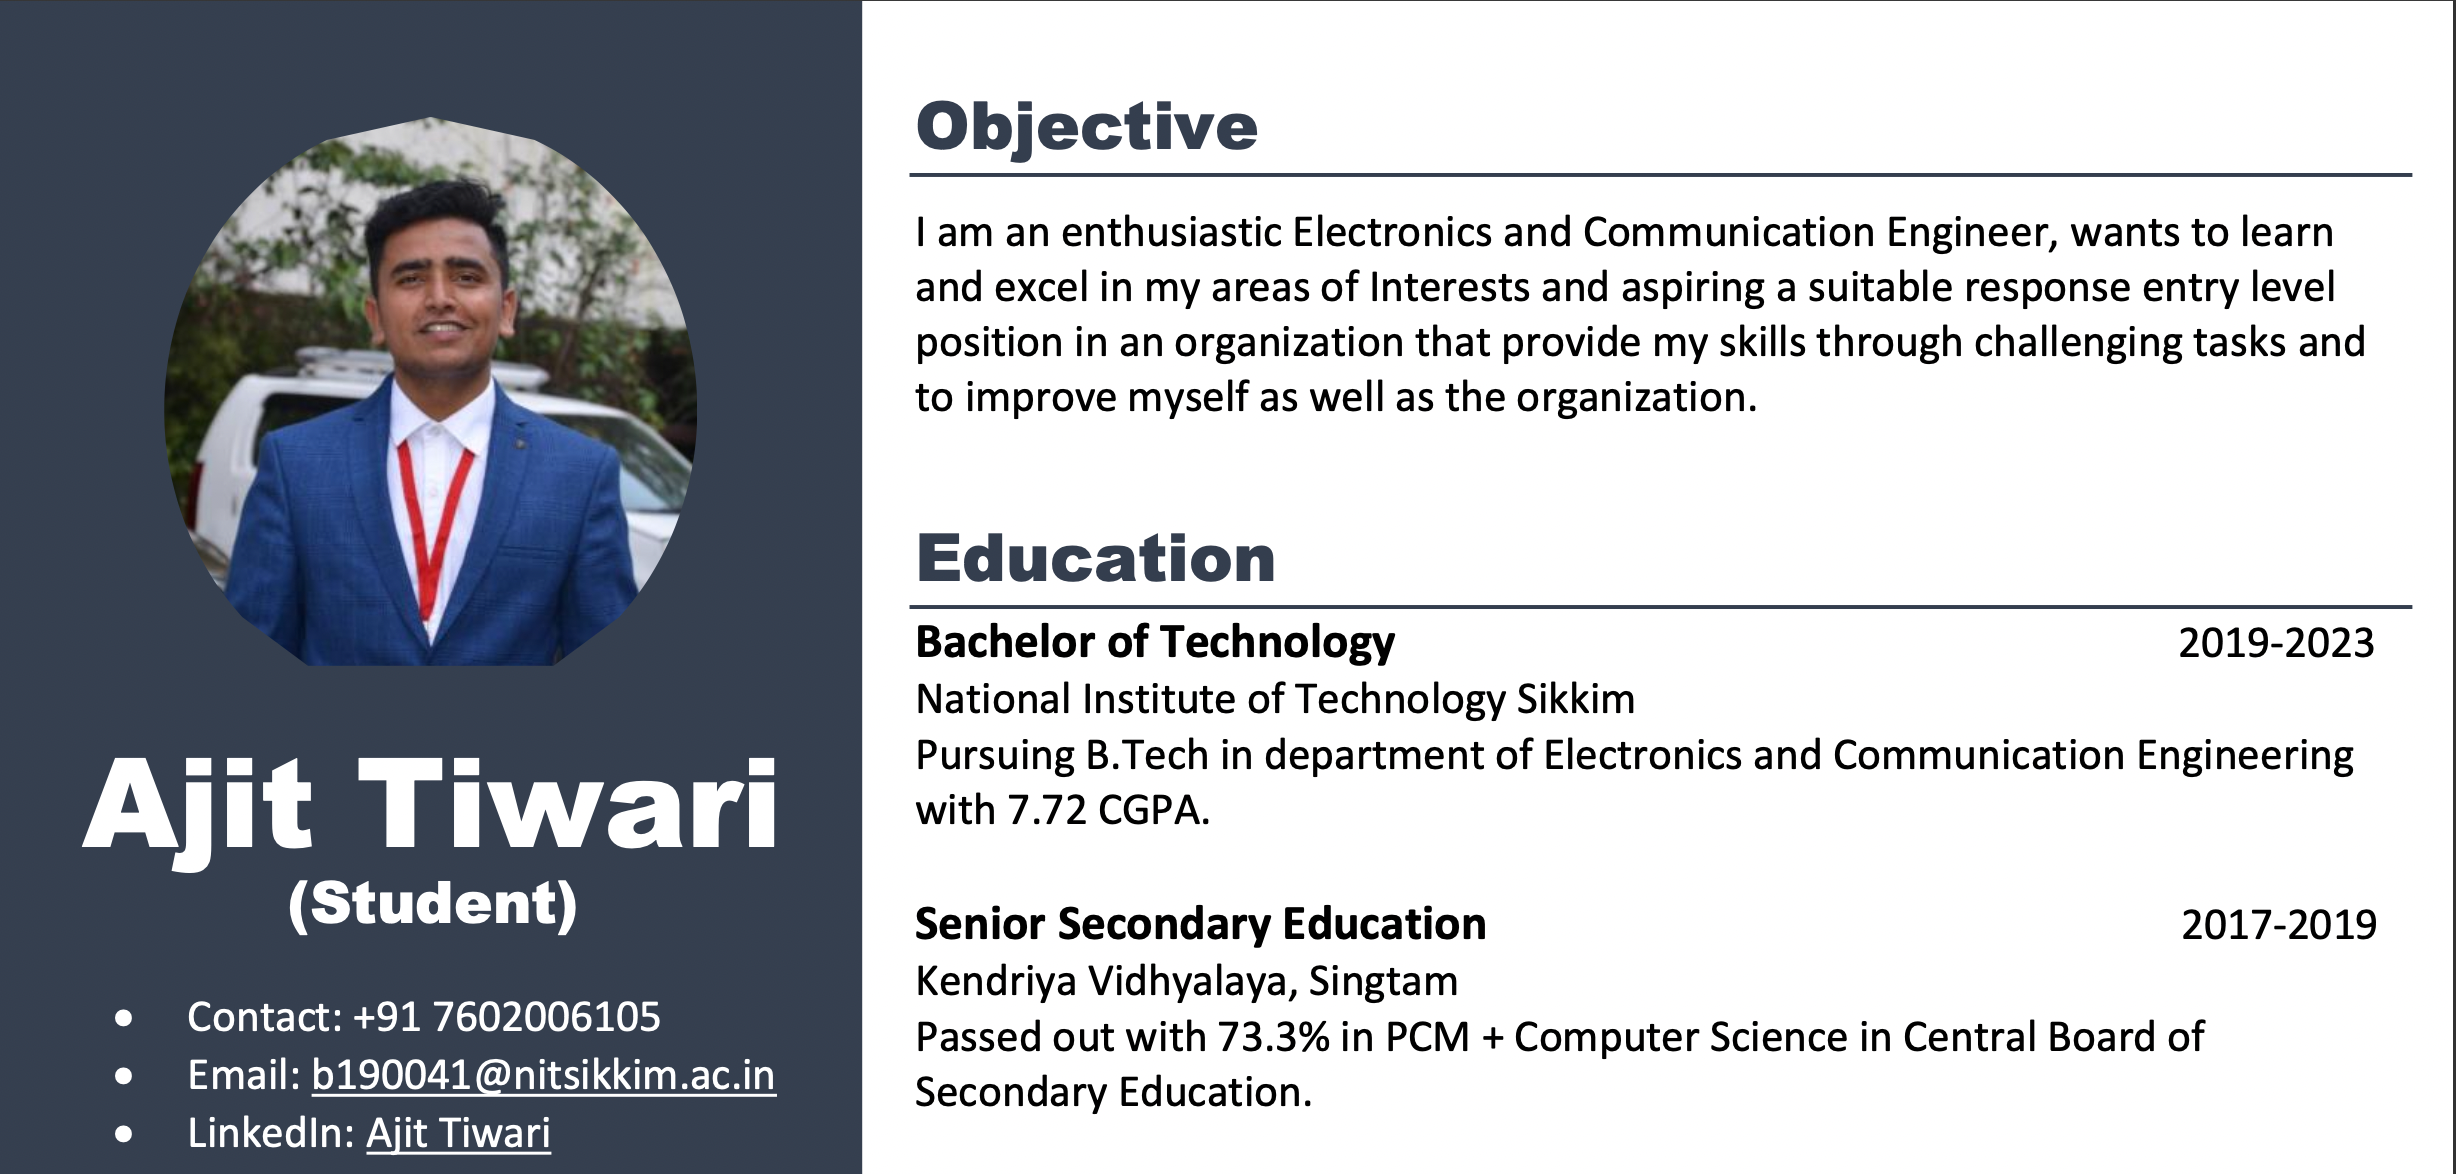 Ajit Tiwari
(Student)
• Contact: +91 7602006105
• Email: b190041@nitsikkim.ac.in
• LinkedIn: Ajit Tiwari
Objective
I am an enthusiastic Electronics and Communication Engineer, wants to learn
and excel in my areas of Interests and aspiring a suitable response entry level
position in an organization that provide my skills through challenging tasks and
to improve myself as well as the organization.
Education
Bachelor of Technology 2019-2023
National Institute of Technology Sikkim
Pursuing B.Tech in department of Electronics and Communication Engineering
with 7.72 CGPA.
Senior Secondary Education 2017-2019
Kendriya Vidhyalaya, Singtam
Passed out with 73.3% in PCM + Computer Science in Central Board of
Secondary Education.